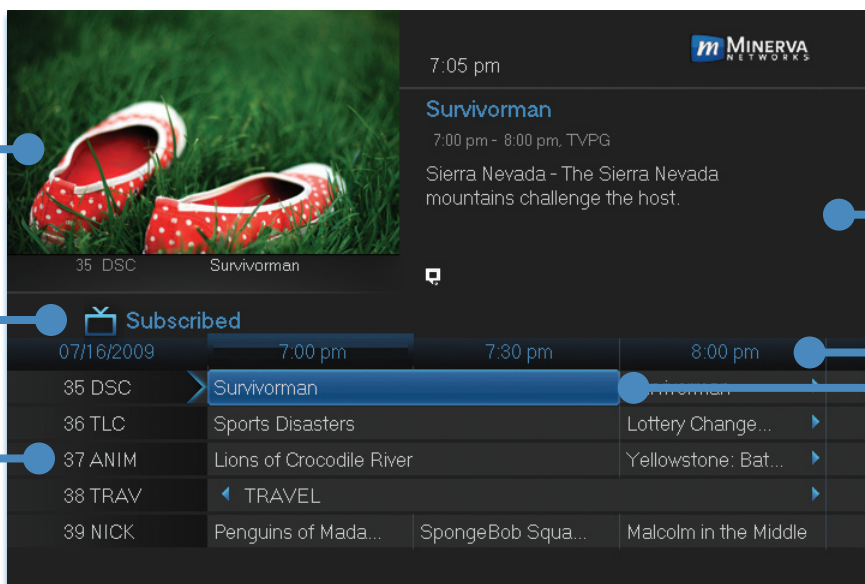 7:05 pm
m MINERVA
NETWORKS
Survivorman
7:00 pm - 8:00 pm, TVPG
Sierra Nevada - The Sierra Nevada
mountains challenge the host.
35 DSC Survivorman
Subscribed
07/16/2009 7:00 pm 7:30 pm 8:00 pm
35 DSC Survivorman Survivorman
36 TLC Sports Disasters Lottery Change...
37 ANIM Lions of Crocodile River Yellowstone: Bat...
38 TRAV TRAVEL
39 NICK Penguins of Mada... SpongeBob Squa... Malcolm in the Middle